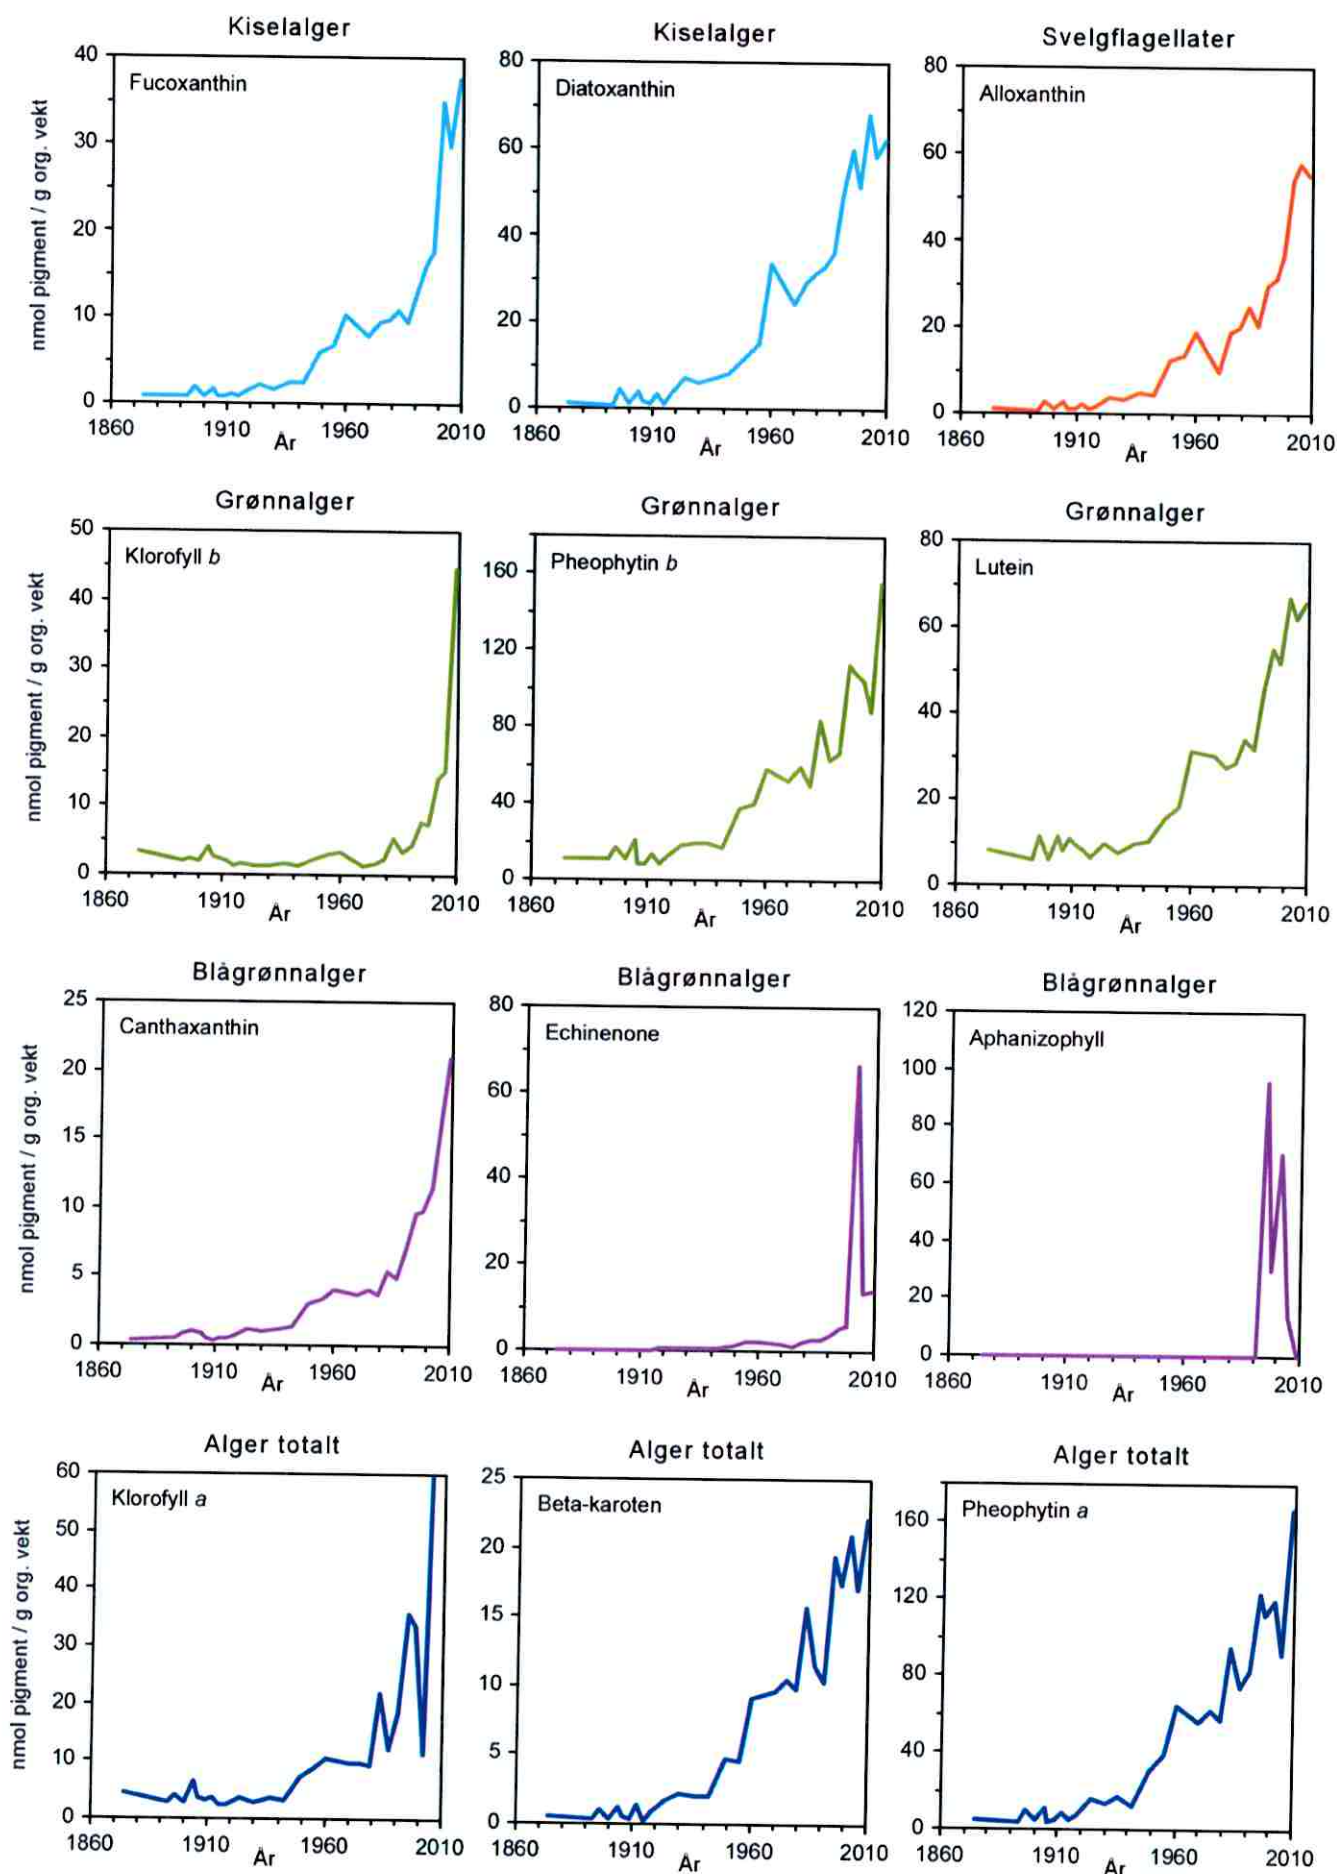 Kiselalger
Kiselalger
Svelgflagellater
nmol pigment / g org. vekt
40
30
20
10
0
Fucoxanthin
1860
1910
1960
2010
År
80
60
40
20
0
Diatoxanthin
1860
1910
1960
2010
År
80
60
40
20
0
Alloxanthin
1860
1910
1960
2010
År
Grønnalger
Grønnalger
Grønnalger
nmol pigment / g org. vekt
50
40
30
20
10
0
Klorofyll b
1860
1910
1960
2010
År
160
120
80
40
0
Pheophytin b
1860
1910
1960
2010
År
80
60
40
20
0
Lutein
1860
1910
1960
2010
År
Blågrønnalger
Blågrønnalger
Blågrønnalger
nmol pigment / g org. vekt
25
20
15
10
5
0
Canthaxanthin
1860
1910
1960
2010
År
80
60
40
20
0
Echinenone
1860
1910
1960
2010
År
120
100
80
60
40
20
0
Aphanizophyll
1860
1910
1960
2010
År
Alger totalt
Alger totalt
Alger totalt
nmol pigment / g org. vekt
60
50
40
30
20
10
0
Klorofyll a
1860
1910
1960
2010
År
25
20
15
10
5
0
Beta-karoten
1860
1910
1960
2010
År
160
120
80
40
0
Pheophytin a
1860
1910
1960
2010
År